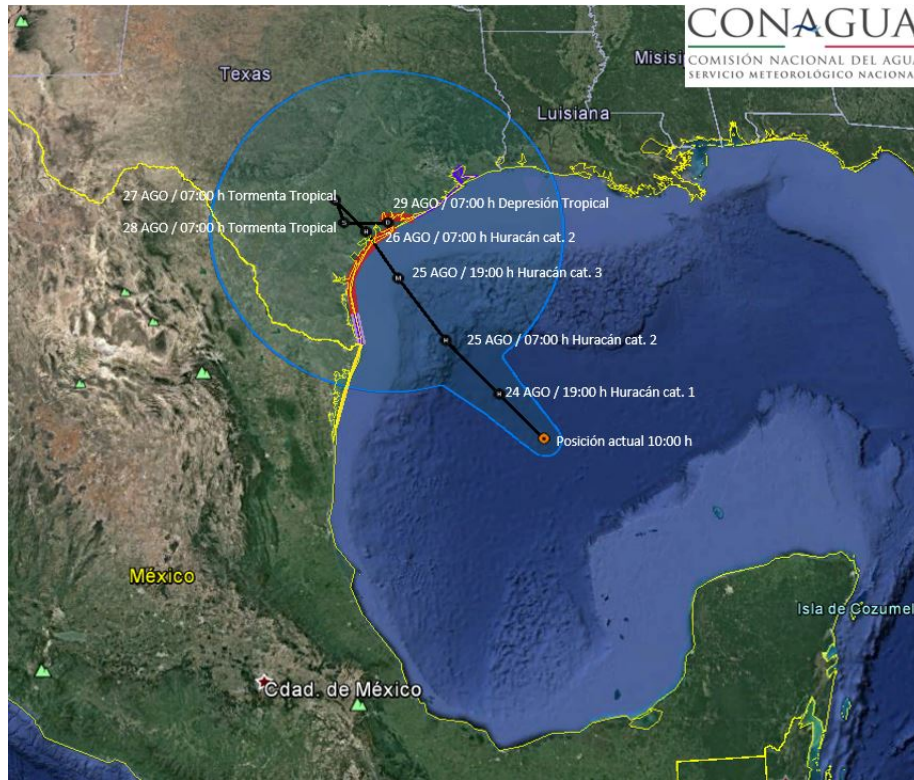 CONAGUA
COMISIÓN NACIONAL DEL AGUA
SERVICIO METEOROLÓGICO NACIONAL
Texas
Luisiana
27 AGO / 07:00 h Tormenta Tropical
29 AGO / 07:00 h Depresión Tropical
28 AGO / 07:00 h Tormenta Tropical
26 AGO / 07:00 h Huracán cat. 2
25 AGO / 19:00 h Huracán cat. 3
25 AGO / 07:00 h Huracán cat. 2
24 AGO / 19:00 h Huracán cat. 1
Posición actual 10:00 h
México
Isla de Cozumel
Cdad. de México